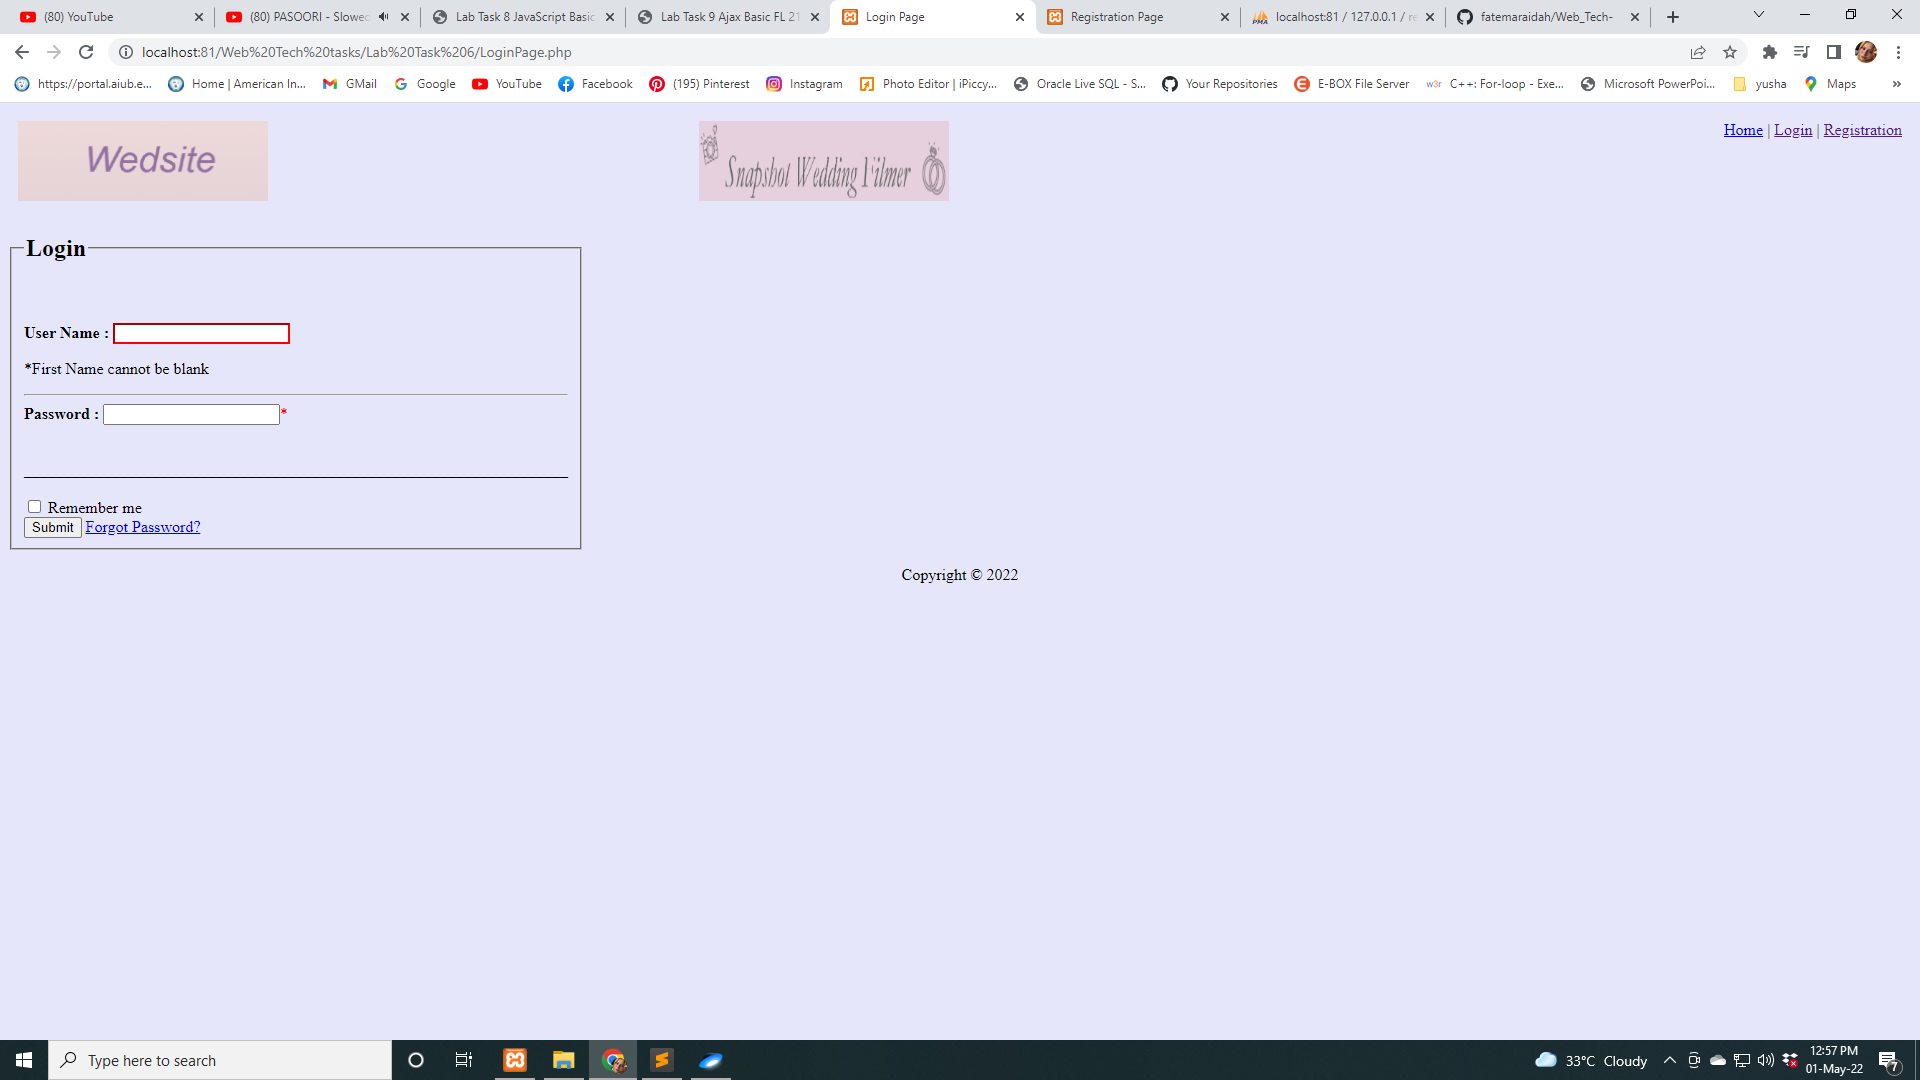 (80) YouTube
(80) PASOORI - Slowed
Lab Task 8 JavaScript Basic
Lab Task 9 Ajax Basic FL 21
Login Page
Registration Page
localhost:81 / 127.0.0.1 / re
fatemaraidah/Web_Tech-
localhost:81/Web%20Tech%20tasks/Lab%20Task%206/LoginPage.php
https://portal.aiub.e...
Home | American In...
GMail
Google
YouTube
Facebook
(195) Pinterest
Instagram
Photo Editor | iPiccy...
Oracle Live SQL - S...
Your Repositories
E-BOX File Server
w3r C++: For-loop - Exe...
Microsoft PowerPoi...
yusha
Maps
»
Wedsite
Snapshot Wedding Filmer
Home | Login | Registration
Login
User Name :
*First Name cannot be blank
Password : *
Remember me
Submit Forgot Password?
Copyright © 2022
Type here to search
33°C Cloudy
12:57 PM
01-May-22
7